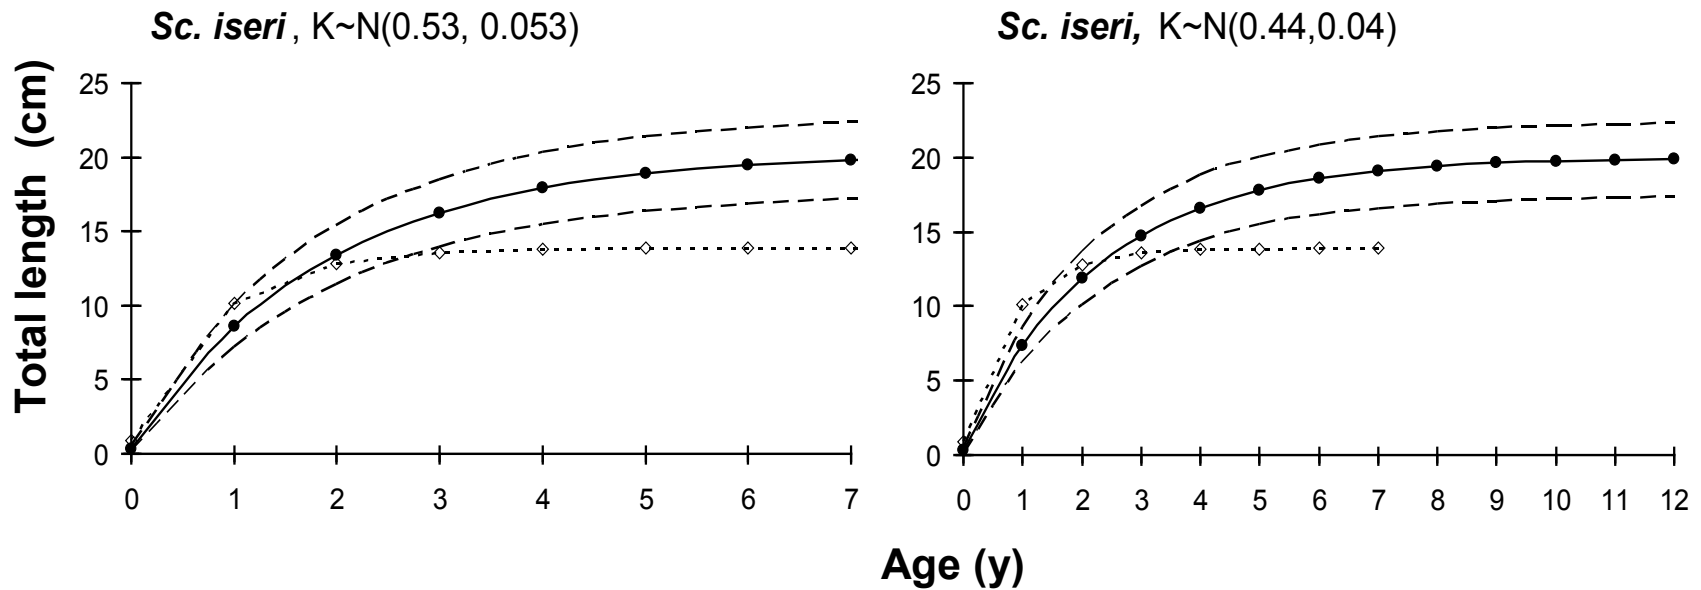 Sc. iseri , K~N(0.53, 0.053)
Sc. iseri, K~N(0.44,0.04)
Total length (cm)
25
20
15
10
5
0
0 1 2 3 4 5 6 7
25
20
15
10
5
0
0 1 2 3 4 5 6 7 8 9 10 11 12
Age (y)